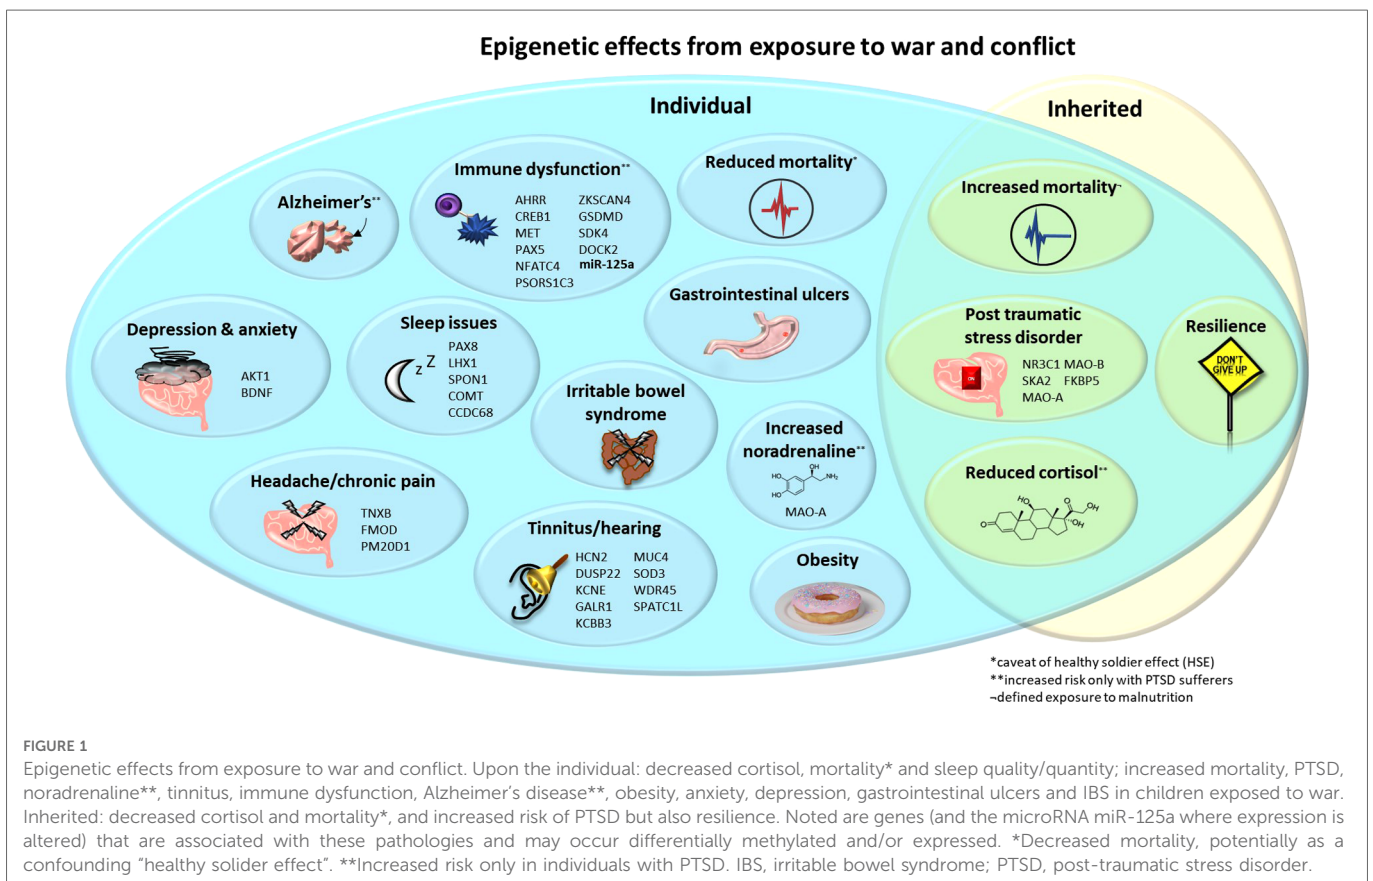 Epigenetic effects from exposure to war and conflict
Individual
Inherited
Reduced mortality*
Immune dysfunction**
AHRR ZKSCAN4
CREB1 GSDMD
MET SDK4
PAX5 DOCK2
NFATC4 miR-125a
PSORS1C3
Alzheimer's**
Increased mortality¬
Gastrointestinal ulcers
Depression & anxiety
AKT1
BDNF
Sleep issues
z Z
PAX8
LHX1
SPON1
COMT
CCDC68
Post traumatic
stress disorder
ON
NR3C1 MAO-B
SKA2 FKBP5
MAO-A
Resilience
DON'T
GIVE UP
Irritable bowel
syndrome
Increased
noradrenaline**
OH
HO
NH₂
HO
MAO-A
Reduced cortisol**
HO
O
OH
OH
O
Headache/chronic pain
TNXB
FMOD
PM20D1
Tinnitus/hearing
HCN2 MUC4
DUSP22 SOD3
KCNE WDR45
GALR1 SPATC1L
KCBB3
Obesity
*caveat of healthy soldier effect (HSE)
**increased risk only with PTSD sufferers
¬defined exposure to malnutrition
FIGURE 1
Epigenetic effects from exposure to war and conflict. Upon the individual: decreased cortisol, mortality* and sleep quality/quantity; increased mortality, PTSD,
noradrenaline**, tinnitus, immune dysfunction, Alzheimer's disease**, obesity, anxiety, depression, gastrointestinal ulcers and IBS in children exposed to war.
Inherited: decreased cortisol and mortality*, and increased risk of PTSD but also resilience. Noted are genes (and the microRNA miR-125a where expression is
altered) that are associated with these pathologies and may occur differentially methylated and/or expressed. *Decreased mortality, potentially as a
confounding "healthy solider effect". **Increased risk only in individuals with PTSD. IBS, irritable bowel syndrome; PTSD, post-traumatic stress disorder.